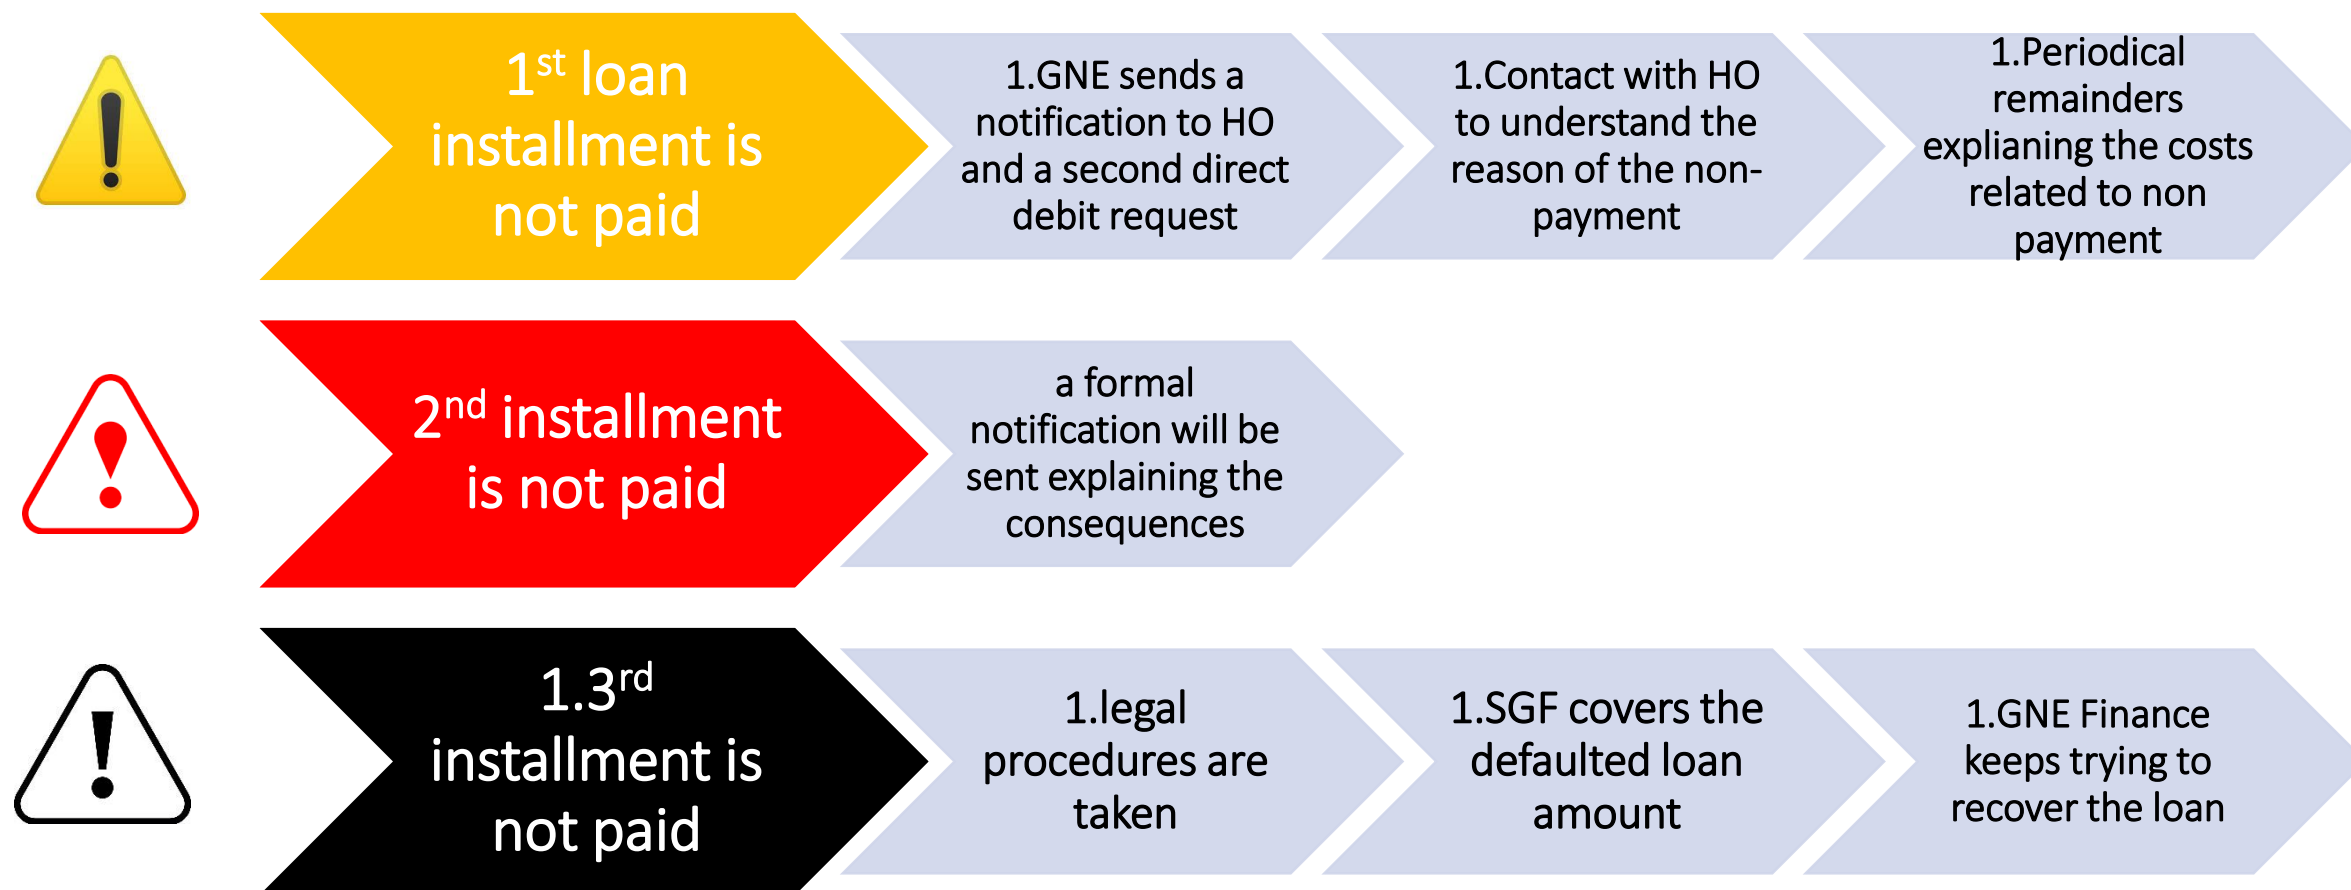 1st loan
installment is
not paid
1.GNE sends a
notification to HO
and a second direct
debit request
1.Contact with HO
to understand the
reason of the non-
payment
1.Periodical
remainders
explianing the costs
related to non
payment
2nd installment
is not paid
a formal
notification will be
sent explaining the
consequences
1.3rd
installment is
not paid
1.legal
procedures are
taken
1.SGF covers the
defaulted loan
amount
1.GNE Finance
keeps trying to
recover the loan